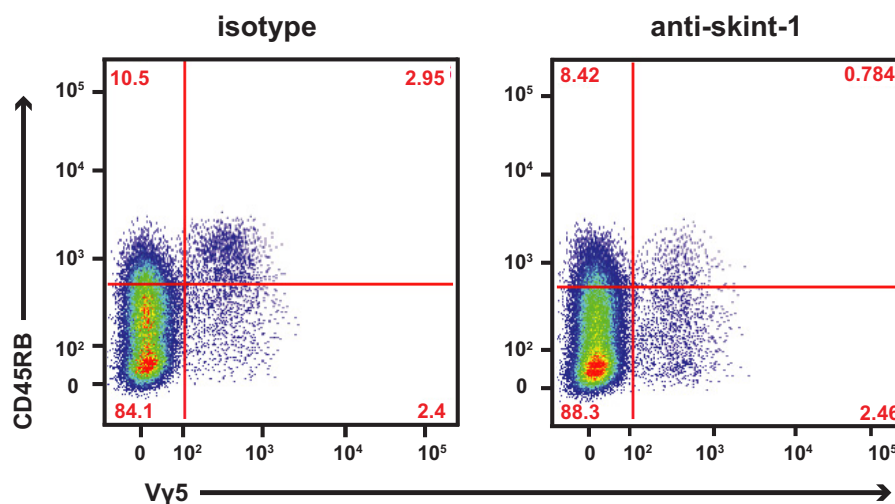 isotype
anti-skint-1
10.5 2.95
8.42 0.784
10⁵
10⁴
10³
10²
0
10⁵
10⁴
10³
10²
0
84.1 2.4
88.3 2.46
0 10² 10³ 10⁴ 10⁵
0 10² 10³ 10⁴ 10⁵
CD45RB
Vγ5